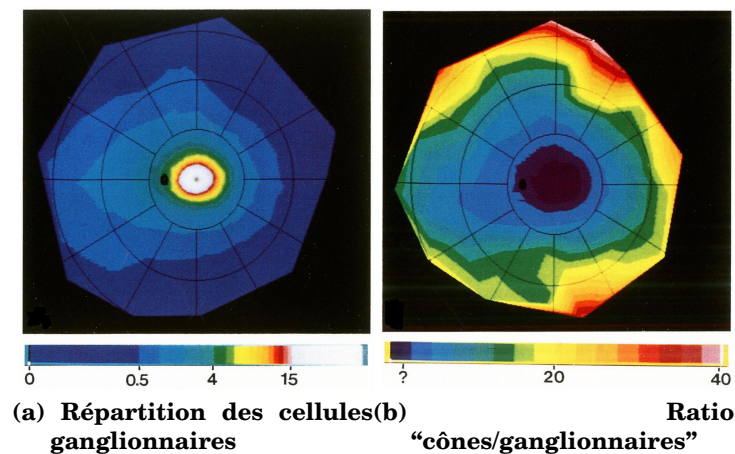 0 0.5 4 15
? 20 40
(a) Répartition des cellules
ganglionnaires
(b) Ratio
“cônes/ganglionnaires”